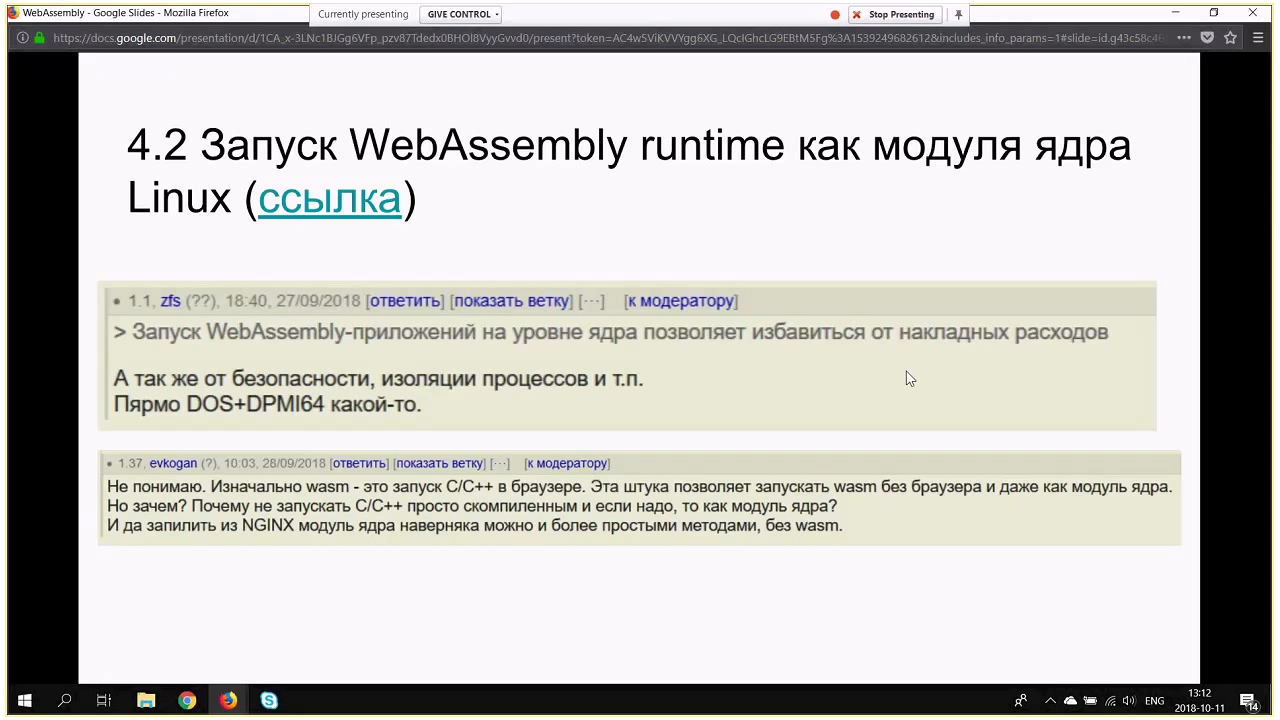 WebAssembly - Google Slides - Mozilla Firefox
Currently presenting
GIVE CONTROL
Stop Presenting
https://docs.google.com/presentation/d/1CA_x-3LNc1BJGg6VFp_pzv87Tdedx0BHOl8VyyGvvd0/present?token=AC4w5ViKVVYgg6XG_LQcIGhcLG9EBtM5Fg%3A1539249682612&includes_info_params=1#slide=id.g43c58c46
4.2 Запуск WebAssembly runtime как модуля ядра
Linux (ссылка)
• 1.1, zfs (??), 18:40, 27/09/2018 [ответить] [показать ветку] [···] [к модератору]
> Запуск WebAssembly-приложений на уровне ядра позволяет избавиться от накладных расходов
А так же от безопасности, изоляции процессов и т.п.
Пярмо DOS+DPMI64 какой-то.
• 1.37, evkogan (?), 10:03, 28/09/2018 [ответить] [показать ветку] [···] [к модератору]
Не понимаю. Изначально wasm - это запуск C/C++ в браузере. Эта штука позволяет запускать wasm без браузера и даже как модуль ядра.
Но зачем? Почему не запускать C/C++ просто скомпиленным и если надо, то как модуль ядра?
И да запилить из NGINX модуль ядра наверняка можно и более простыми методами, без wasm.
ENG
13:12
2018-10-11
14